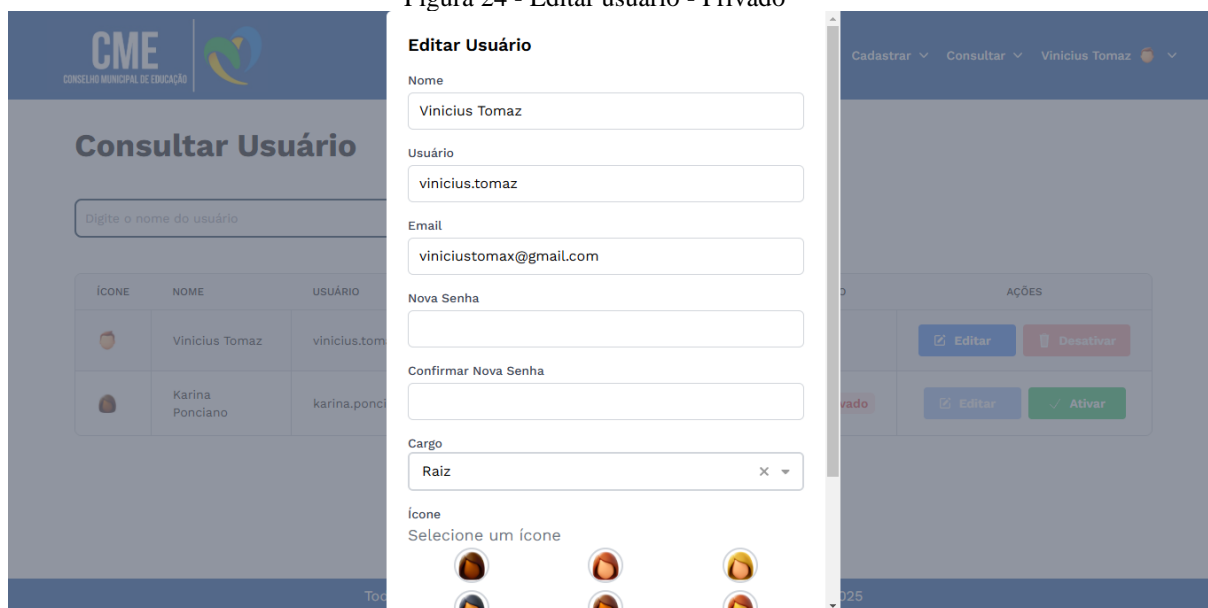 Figura 24 - Editar usuário - Privado
CME
CONSELHO MUNICIPAL DE EDUCAÇÃO
Cadastrar
Consultar
Vinicius Tomaz
Consultar Usuário
Digite o nome do usuário
ÍCONE NOME USUÁRIO AÇÕES
Vinicius Tomaz vinicius.tom Editar Desativar
Karina
Ponciano
karina.ponci vado Editar Ativar
Editar Usuário
Nome
Vinicius Tomaz
Usuário
vinicius.tomaz
Email
viniciustomax@gmail.com
Nova Senha
Confirmar Nova Senha
Cargo
Raiz
Ícone
Selecione um ícone
Tod 025